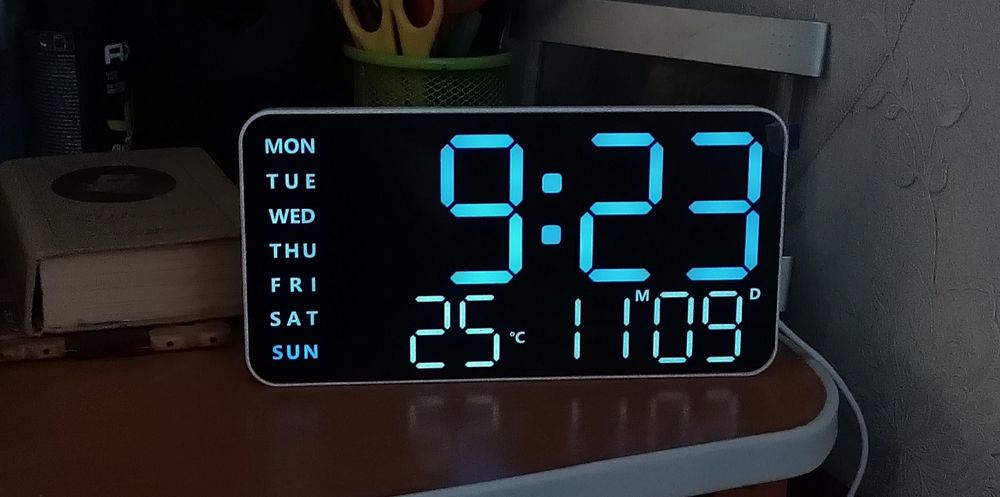 MON
TUE
WED
THU
FRI
SAT
SUN
9:23
25 °C 11 M 09 D